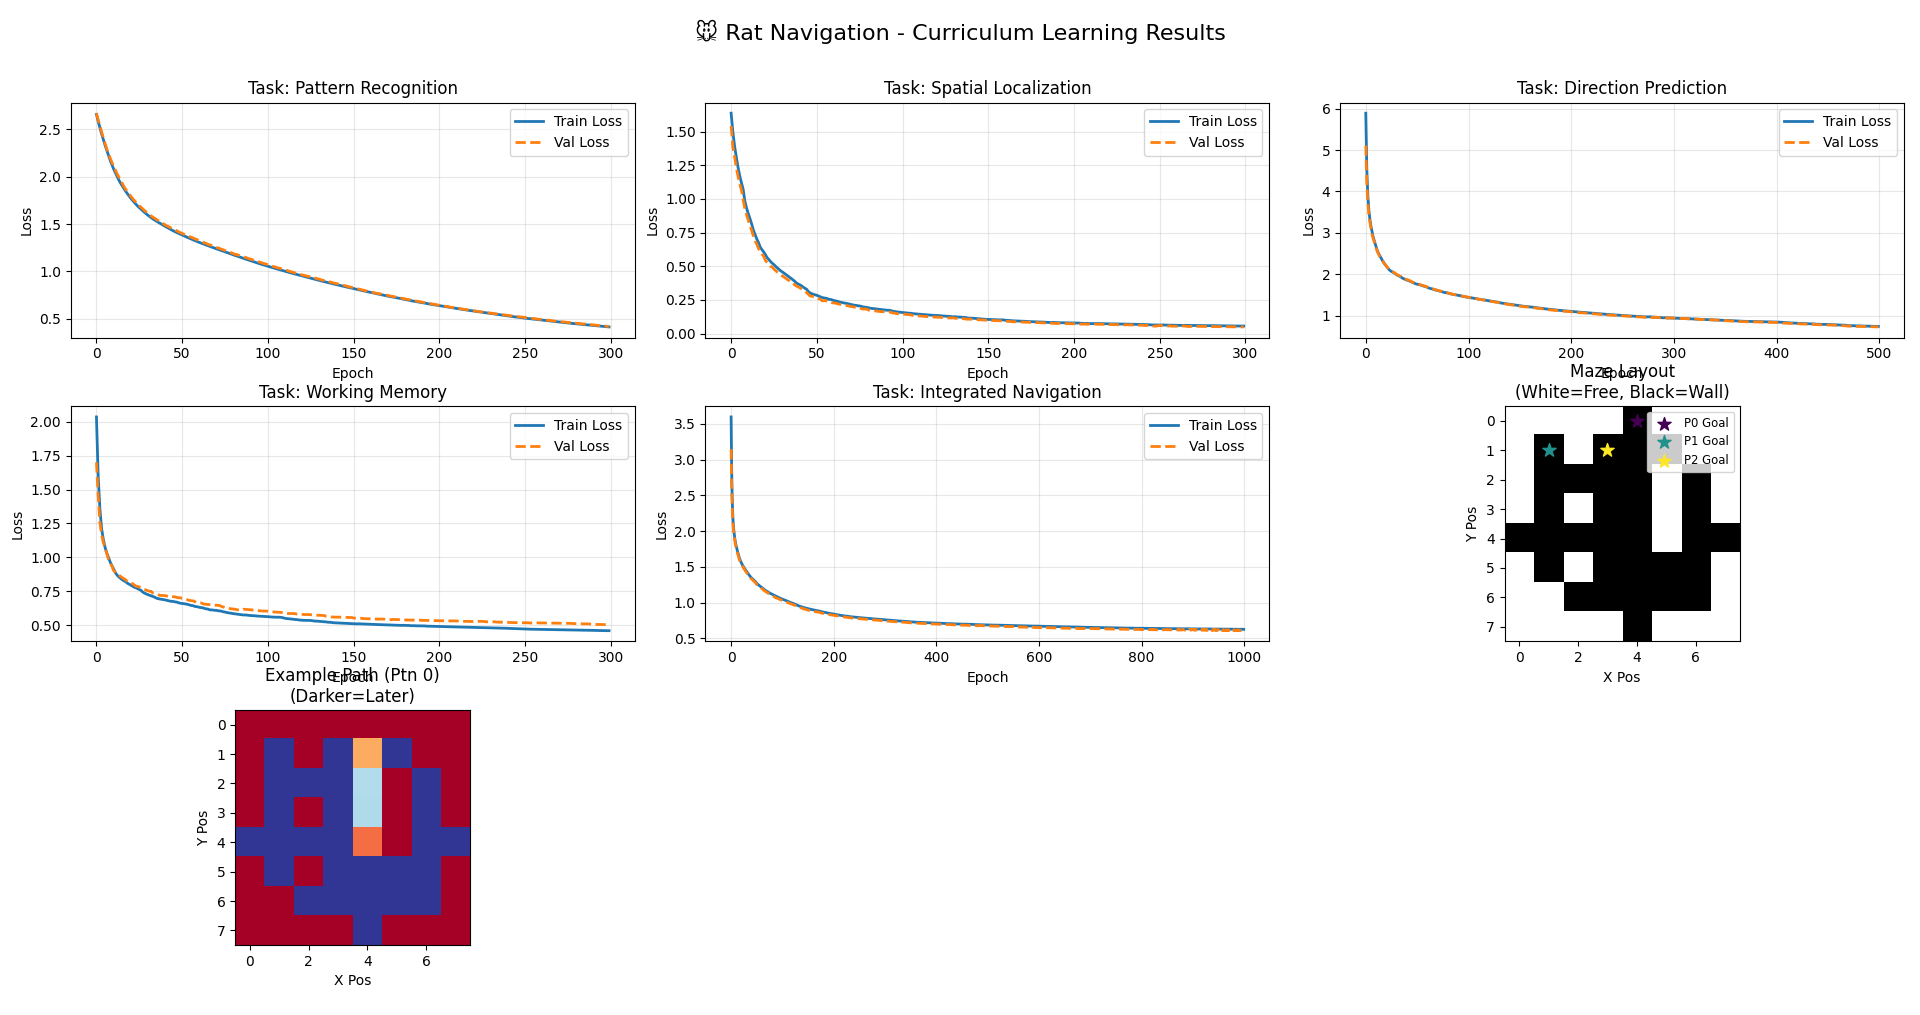 🐭 Rat Navigation - Curriculum Learning Results
Task: Pattern Recognition
Loss
2.5
2.0
1.5
1.0
0.5
Train Loss
Val Loss
0 50 100 150 200 250 300
Epoch
Task: Spatial Localization
Loss
1.50
1.25
1.00
0.75
0.50
0.25
0.00
Train Loss
Val Loss
0 50 100 150 200 250 300
Epoch
Task: Direction Prediction
Loss
6
5
4
3
2
1
Train Loss
Val Loss
0 100 200 300 400 500
Epoch
Task: Working Memory
Loss
2.00
1.75
1.50
1.25
1.00
0.75
0.50
Train Loss
Val Loss
0 50 100 150 200 250 300
Epoch
Task: Integrated Navigation
Loss
3.5
3.0
2.5
2.0
1.5
1.0
0.5
Train Loss
Val Loss
0 200 400 600 800 1000
Epoch
Maze Layout
(White=Free, Black=Wall)
Y Pos
0
1
2
3
4
5
6
7
P0 Goal
P1 Goal
P2 Goal
0 2 4 6
X Pos
Example Path (Ptn 0)
(Darker=Later)
Y Pos
0
1
2
3
4
5
6
7
0 2 4 6
X Pos